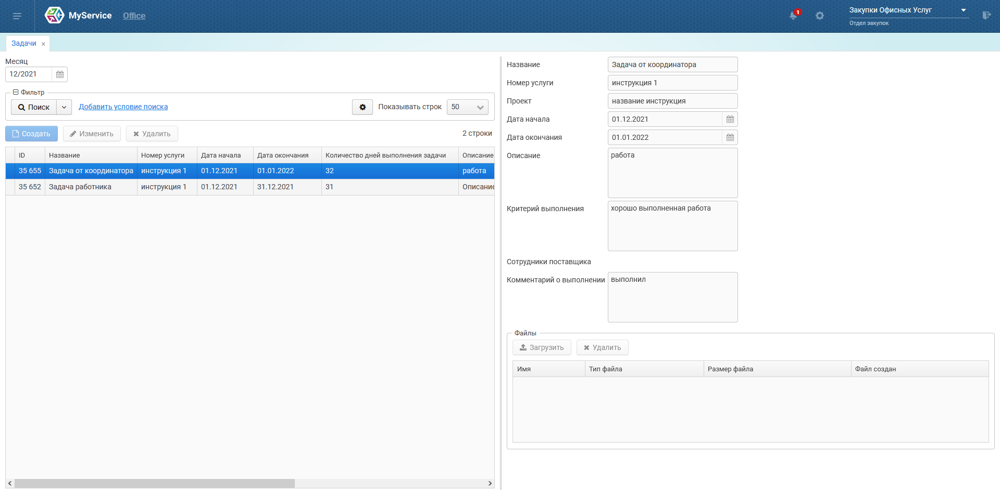 MyService Office
1
Закупки Офисных Услуг
Отдел закупок
Задачи ×
Месяц
12/2021
Фильтр
Поиск Добавить условие поиска Показывать строк 50
Создать Изменить Удалить 2 строки
ID Название Номер услуги Дата начала Дата окончания Количество дней выполнения задачи Описание
35 655 Задача от координатора инструкция 1 01.12.2021 01.01.2022 32 работа
35 652 Задача работника инструкция 1 01.12.2021 31.12.2021 31 Описание
Название Задача от координатора
Номер услуги инструкция 1
Проект название инструкция
Дата начала 01.12.2021
Дата окончания 01.01.2022
Описание работа
Критерий выполнения хорошо выполненная работа
Сотрудники поставщика
Комментарий о выполнении выполнил
Файлы
Загрузить Удалить
Имя Тип файла Размер файла Файл создан